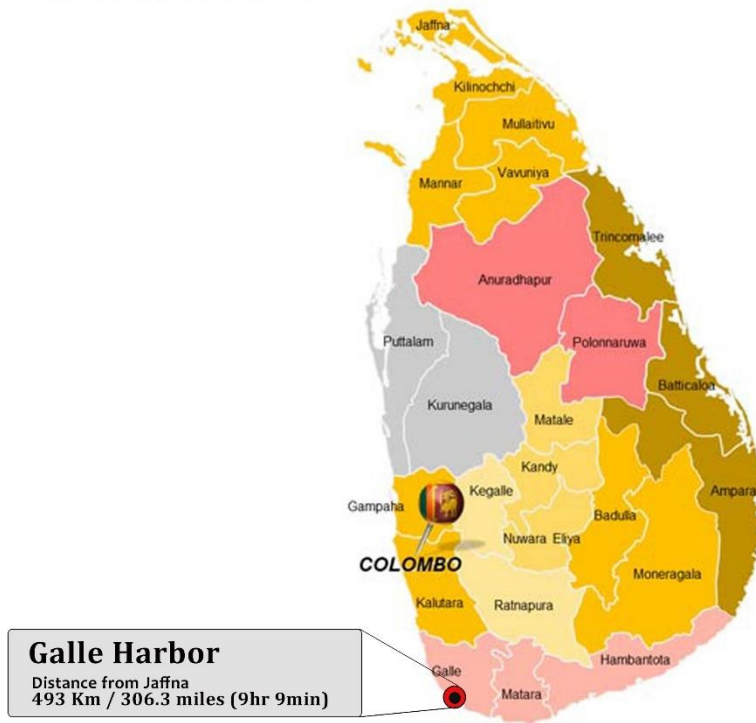 Jaffna
Kilinochchi
Mullaitivu
Vavuniya
Mannar
Trincomalee
Anuradhapur
Puttalam
Polonnaruwa
Batticaloa
Kurunegala
Matale
Kandy
Kegalle
Ampara
Gampaha
Badulla
Nuwara Eliya
COLOMBO
Moneragala
Kalutara
Ratnapura
Galle Harbor
Distance from Jaffna
493 Km / 306.3 miles (9hr 9min)
Galle
Hambantota
Matara